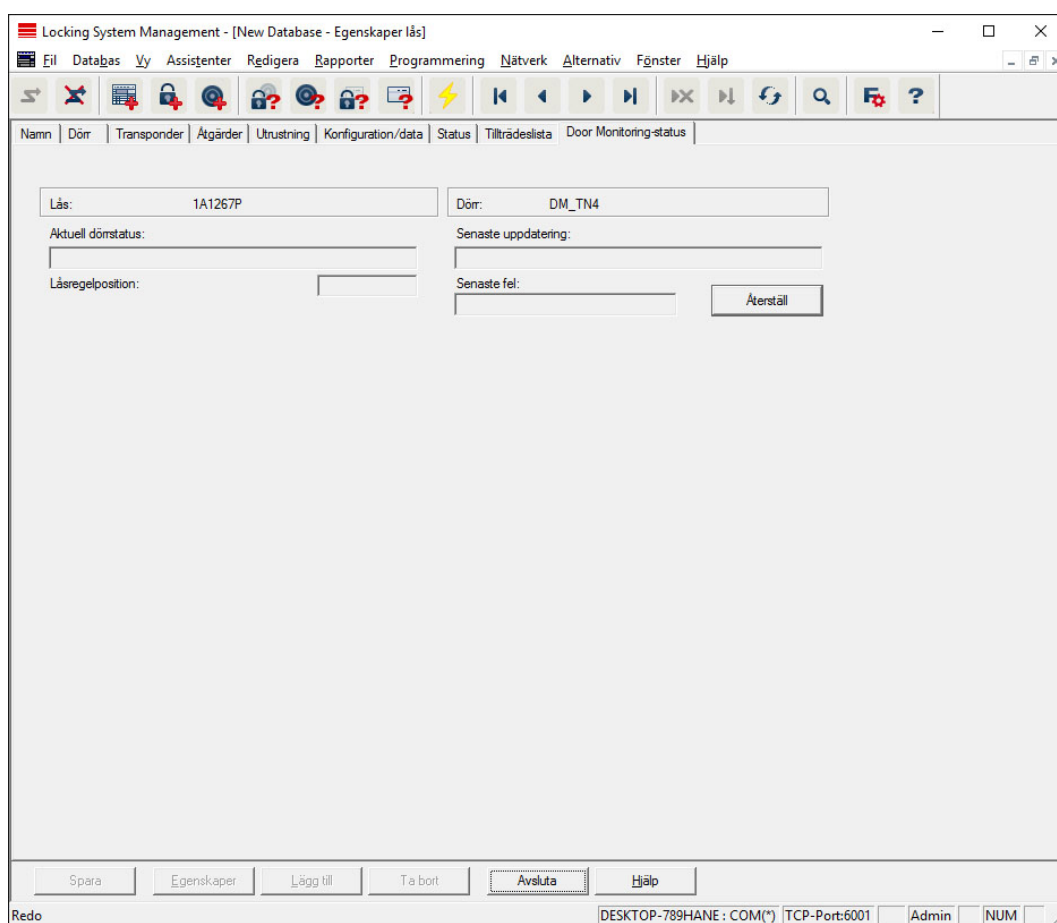 Locking System Management - [New Database - Egenskaper lås]
Fil Databas Vy Assistenter Redigera Rapporter Programmering Nätverk Alternativ Fönster Hjälp
Namn Dörr Transponder Åtgärder Utrustning Konfiguration/data Status Tillträdeslista Door Monitoring-status
Lås: 1A1267P Dörr: DM_TN4
Aktuell dörrstatus: Senaste uppdatering:
Låsregelposition: Senaste fel:
Återställ
Spara Egenskaper Lägg till Ta bort Avsluta Hjälp
Redo DESKTOP-789HANE : COM(*) TCP-Port:6001 Admin NUM